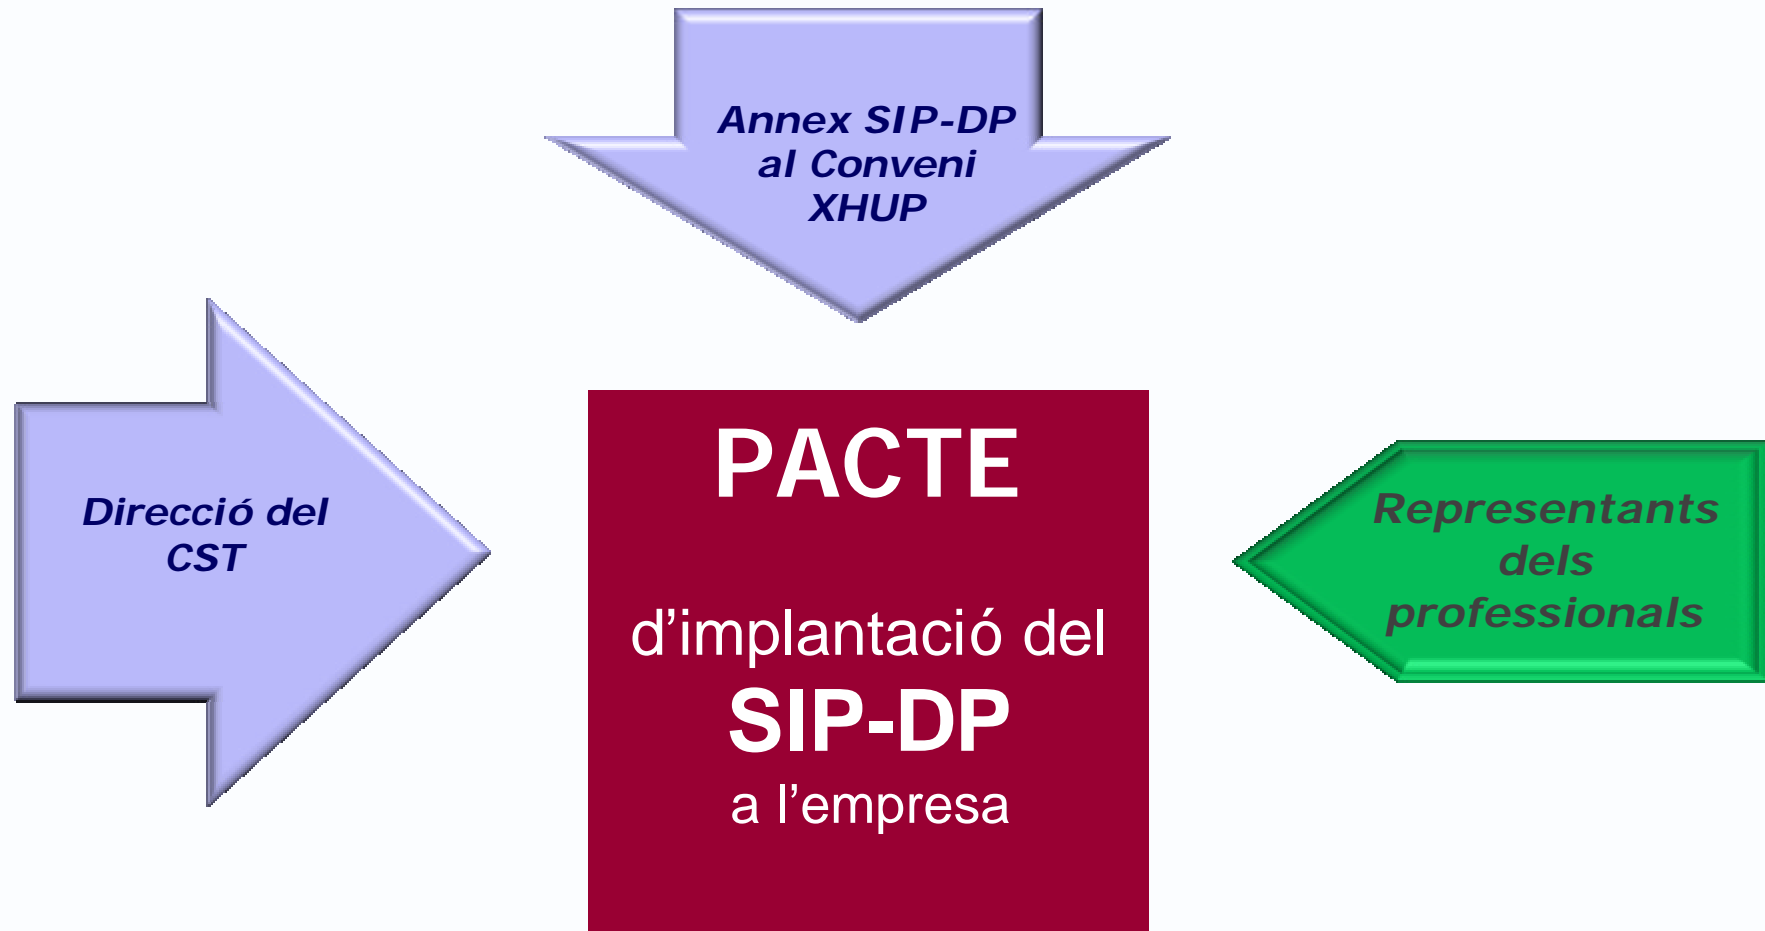 Annex SIP-DP
al Conveni
XHUP
Direcció del
CST
PACTE
d’implantació del
SIP-DP
a l’empresa
Representants
dels
professionals